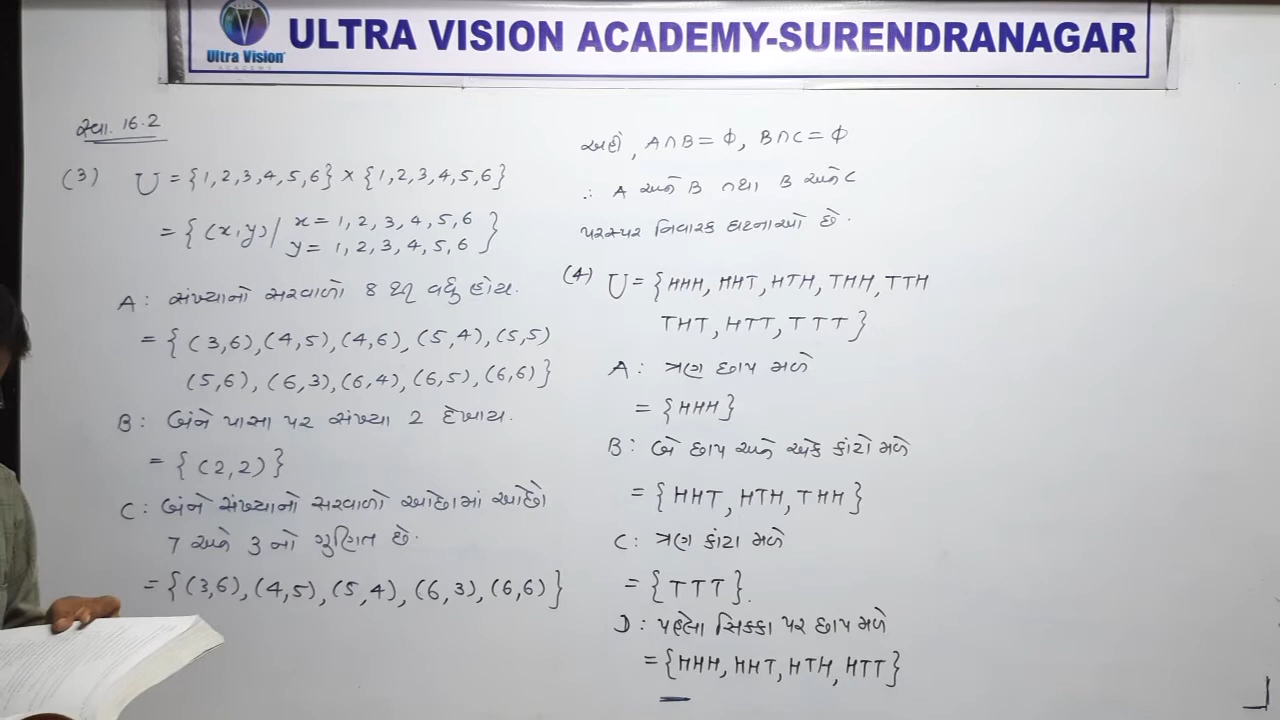 ULTRA VISION ACADEMY-SURENDRANAGAR
Ultra Vision
ACADEMY
સ્વા. 16.2
(3) U = {1,2,3,4,5,6} × {1,2,3,4,5,6}
= { (x,y) / x = 1, 2, 3, 4, 5, 6
y = 1, 2, 3, 4, 5, 6 }
A: સંખ્યાનો સરવાળો 8 થી વધુ હોય.
= { (3,6), (4,5), (4,6), (5,4), (5,5)
(5,6), (6,3), (6,4), (6,5), (6,6)}
B: બંને પાસા પર સંખ્યા 2 દેખાય.
= { (2,2) }
C: બંને સંખ્યાનો સરવાળો ઓછામાં ઓછો
7 અને 3 નો ગુણિત છે.
= {(3,6), (4,5), (5,4), (6,3), (6,6)}
અહીં, A∩B = ϕ, B∩C = ϕ
∴ A અને B તથા B અને C
પરસ્પર નિવારક ઘટનાઓ છે.
(4) U = {HHH, HHT, HTH, THH, TTH
THT, HTT, TTT}
A: ત્રણ છાપ મળે
= {HHH}
B: બે છાપ અને એક કાંટો મળે
= {HHT, HTH, THH}
C: ત્રણ કાંટા મળે
= {TTT}.
D: પહેલા સિક્કા પર છાપ મળે
= {HHH, HHT, HTH, HTT}